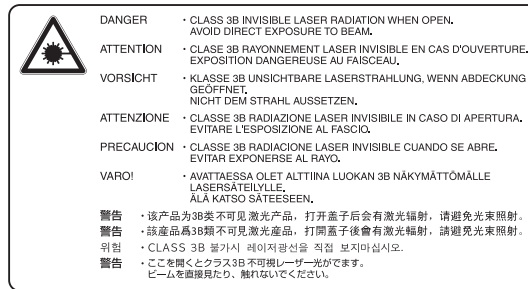 DANGER ・CLASS 3B INVISIBLE LASER RADIATION WHEN OPEN.
AVOID DIRECT EXPOSURE TO BEAM.
ATTENTION ・CLASE 3B RAYONNEMENT LASER INVISIBLE EN CAS D'OUVERTURE.
EXPOSITION DANGEREUSE AU FAISCEAU.
VORSICHT ・KLASSE 3B UNSICHTBARE LASERSTRAHLUNG, WENN ABDECKUNG
GEÖFFNET.
NICHT DEM STRAHL AUSSETZEN.
ATTENZIONE ・CLASSE 3B RADIAZIONE LASER INVISIBLE IN CASO DI APERTURA.
EVITARE L'ESPOSIZIONE AL FASCIO.
PRECAUCION ・CLASSE 3B RADIACIONE LASER INVISIBLE CUANDO SE ABRE.
EVITAR EXPONERSE AL RAYO.
VARO! ・AVATTAESSA OLET ALTTIINA LUOKAN 3B NÄKYMÄTTÖMÄLLE
LASERSÄTEILYLLE.
ÄLÄ KATSO SÄTEESEEN.
警告 ・该产品为3B类不可见激光产品，打开盖子后会有激光辐射，请避免光束照射。
警告 ・該産品爲3B類不可見激光産品，打開蓋子後會有激光輻射，請避免光束照射。
위험 ・CLASS 3B 불가시 레이저광선을 직접 보지마십시오.
警告 ・ここを開くとクラス3B不可視レーザー光がでます。
ビームを直接見たり、触れないでください。